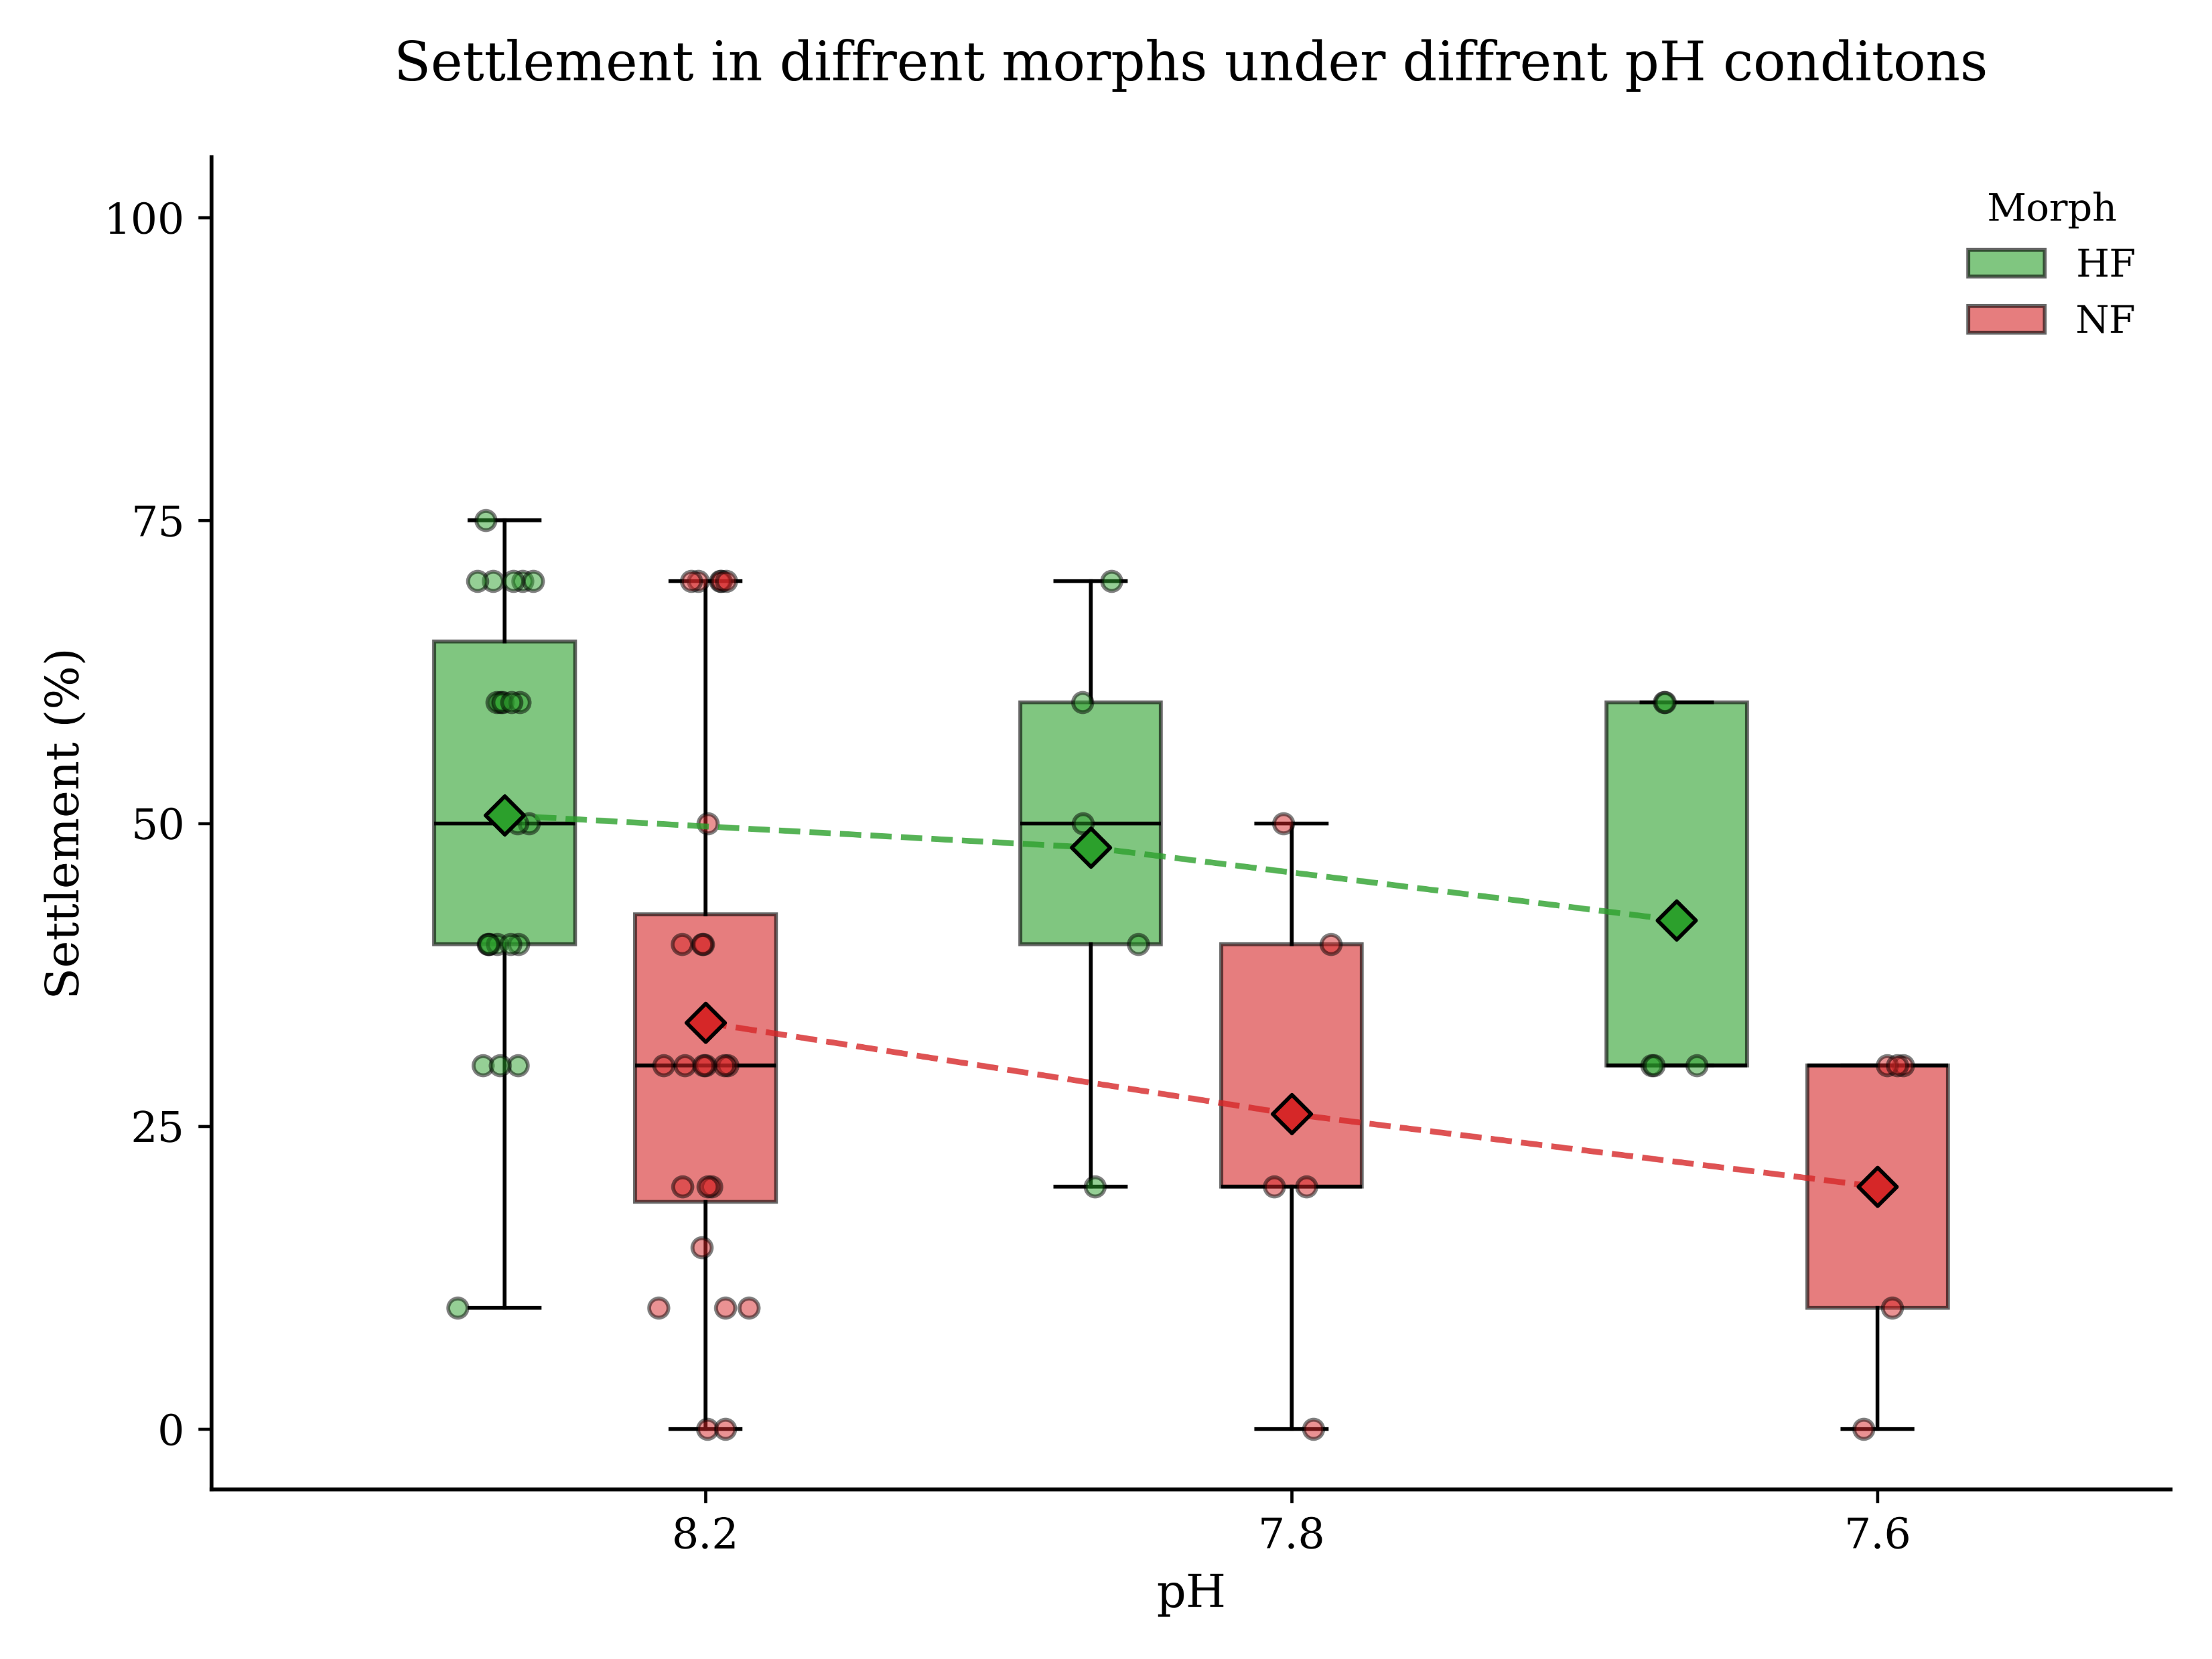 Settlement in diffrent morphs under diffrent pH conditons
Morph
HF
NF
100
75
50
25
0
Settlement (%)
8.2
7.8
7.6
pH